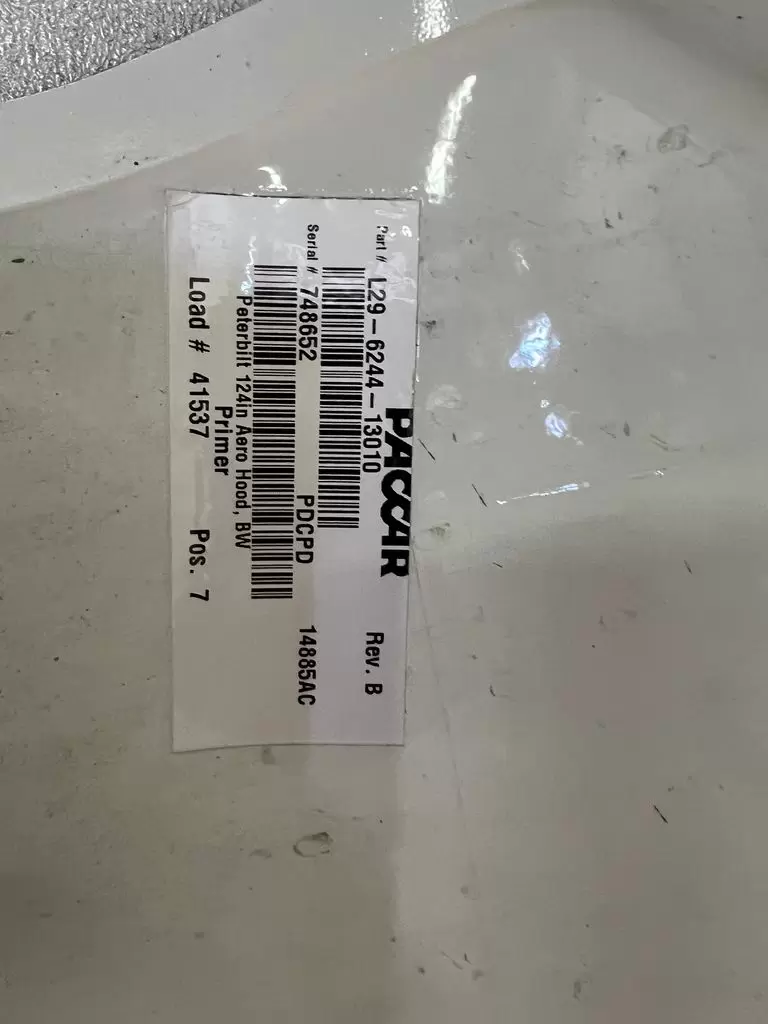 PACCAR
Part # L29-6244-13010 Rev. B
Serial # 748652 PDCPD 14885AC
Peterbilt 124in Aero Hood, BW
Primer
Load # 41537 Pos. 7